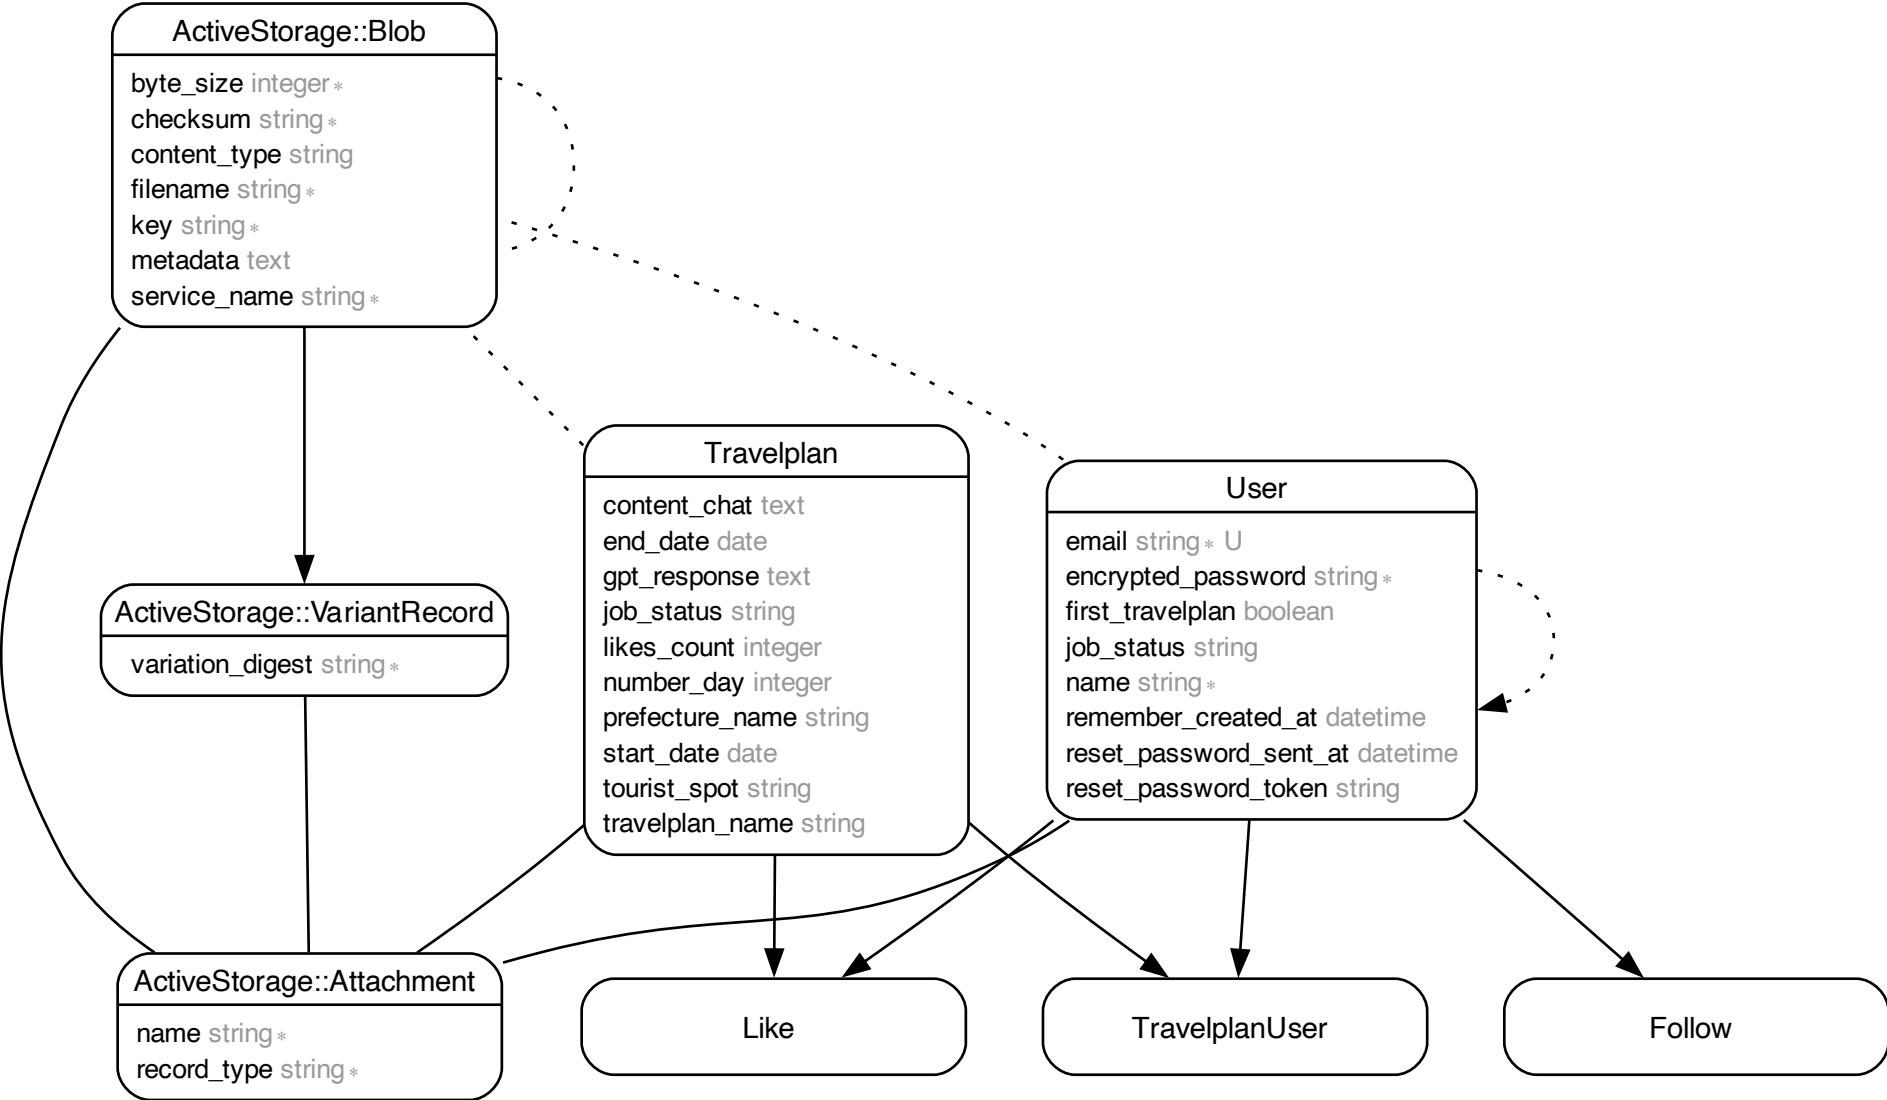 ActiveStorage::Blob
byte_size integer *
checksum string *
content_type string
filename string *
key string *
metadata text
service_name string *
Travelplan
content_chat text
end_date date
gpt_response text
job_status string
likes_count integer
number_day integer
prefecture_name string
start_date date
tourist_spot string
travelplan_name string
User
email string * U
encrypted_password string *
first_travelplan boolean
job_status string
name string *
remember_created_at datetime
reset_password_sent_at datetime
reset_password_token string
ActiveStorage::VariantRecord
variation_digest string *
ActiveStorage::Attachment
name string *
record_type string *
Like
TravelplanUser
Follow